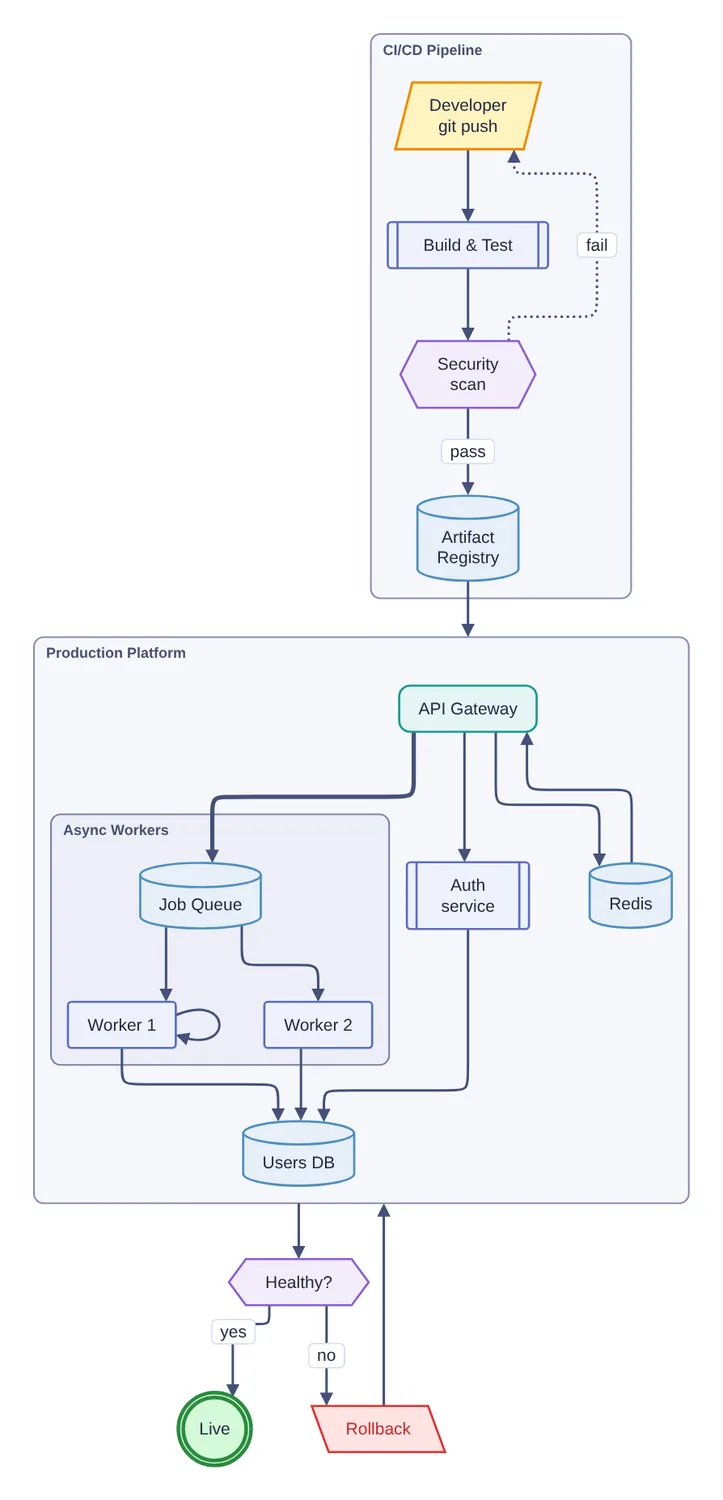 CI/CD Pipeline
Developer
git push
Build & Test
fail
Security
scan
pass
Artifact
Registry
Production Platform
API Gateway
Async Workers
Job Queue
Auth
service
Redis
Worker 1
Worker 2
Users DB
Healthy?
yes
no
Live
Rollback